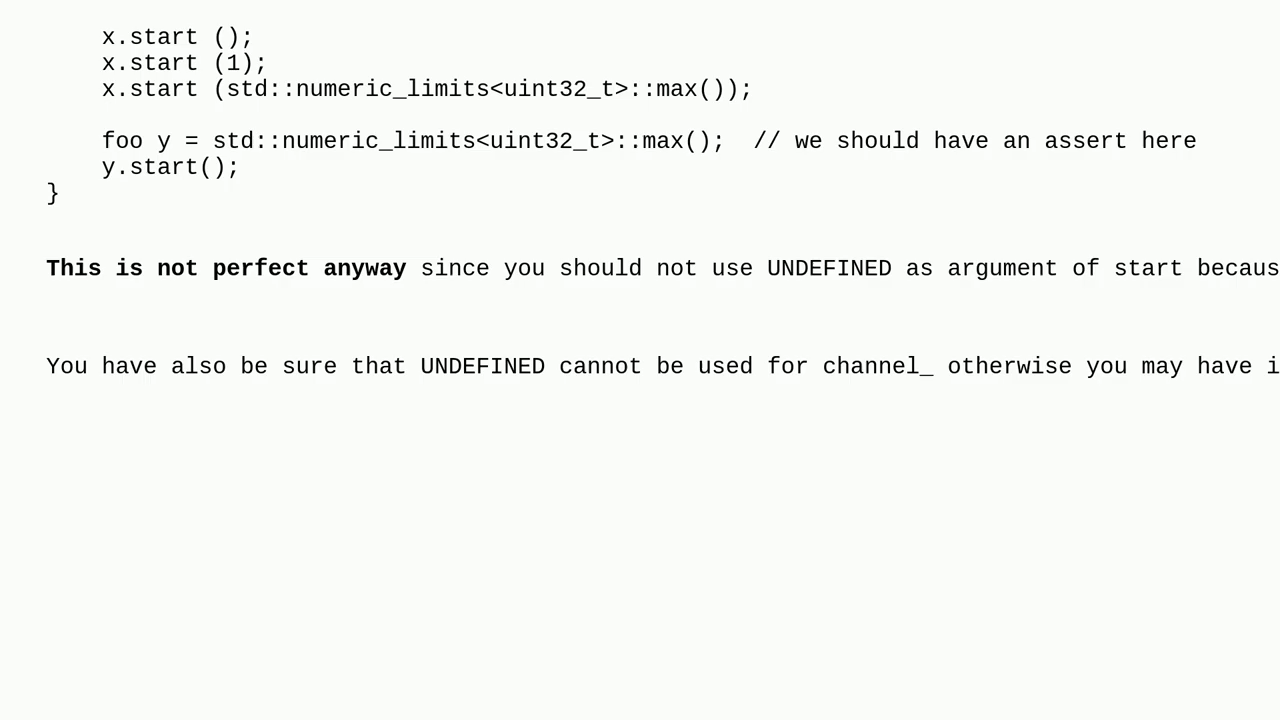 x.start ();
x.start (1);
x.start (std::numeric_limits<uint32_t>::max());
foo y = std::numeric_limits<uint32_t>::max();  // we should have an assert here
y.start();
}
This is not perfect anyway since you should not use UNDEFINED as argument of start
You have also be sure that UNDEFINED cannot be used for channel_ otherwise you may have